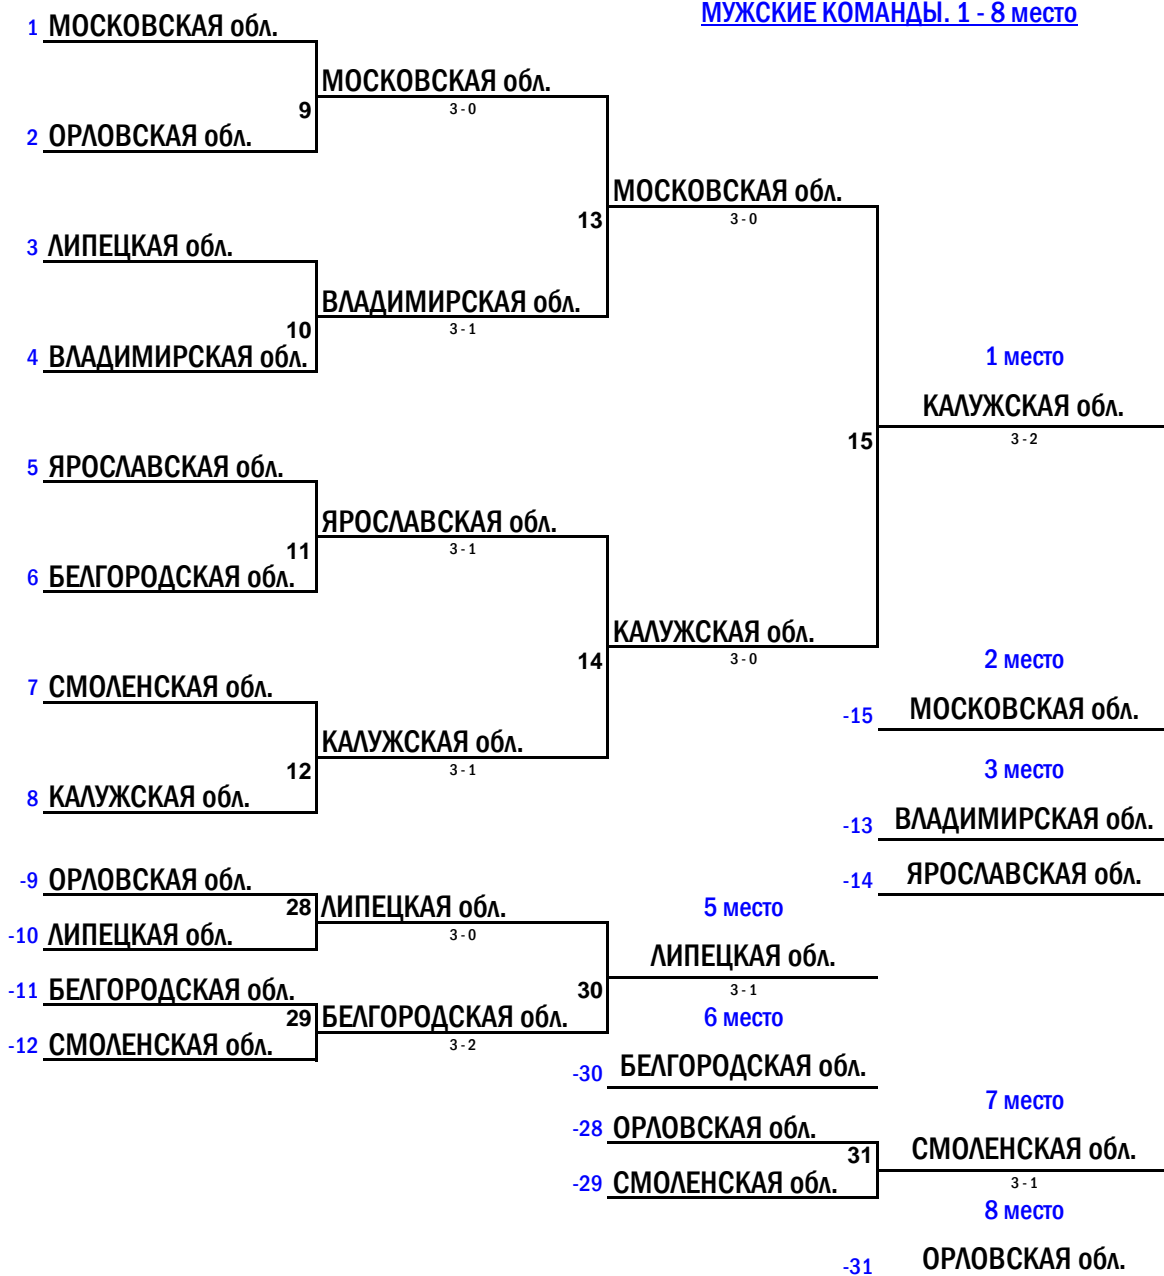 МУЖСКИЕ КОМАНДЫ. 1 - 8 место
1 МОСКОВСКАЯ обл.
МОСКОВСКАЯ обл.
9
3 - 0
2 ОРЛОВСКАЯ обл.
МОСКОВСКАЯ обл.
13
3 - 0
3 ЛИПЕЦКАЯ обл.
ВЛАДИМИРСКАЯ обл.
10
3 - 1
4 ВЛАДИМИРСКАЯ обл.
1 место
КАЛУЖСКАЯ обл.
15
3 - 2
5 ЯРОСЛАВСКАЯ обл.
ЯРОСЛАВСКАЯ обл.
11
3 - 1
6 БЕЛГОРОДСКАЯ обл.
КАЛУЖСКАЯ обл.
14
3 - 0
2 место
7 СМОЛЕНСКАЯ обл.
-15 МОСКОВСКАЯ обл.
КАЛУЖСКАЯ обл.
12
3 - 1
3 место
8 КАЛУЖСКАЯ обл.
-13 ВЛАДИМИРСКАЯ обл.
-14 ЯРОСЛАВСКАЯ обл.
-9 ОРЛОВСКАЯ обл.
28 ЛИПЕЦКАЯ обл.
3 - 0
5 место
-10 ЛИПЕЦКАЯ обл.
ЛИПЕЦКАЯ обл.
-11 БЕЛГОРОДСКАЯ обл.
30
3 - 1
29 БЕЛГОРОДСКАЯ обл.
3 - 2
6 место
-12 СМОЛЕНСКАЯ обл.
-30 БЕЛГОРОДСКАЯ обл.
7 место
-28 ОРЛОВСКАЯ обл.
31 СМОЛЕНСКАЯ обл.
3 - 1
-29 СМОЛЕНСКАЯ обл.
8 место
-31 ОРЛОВСКАЯ обл.